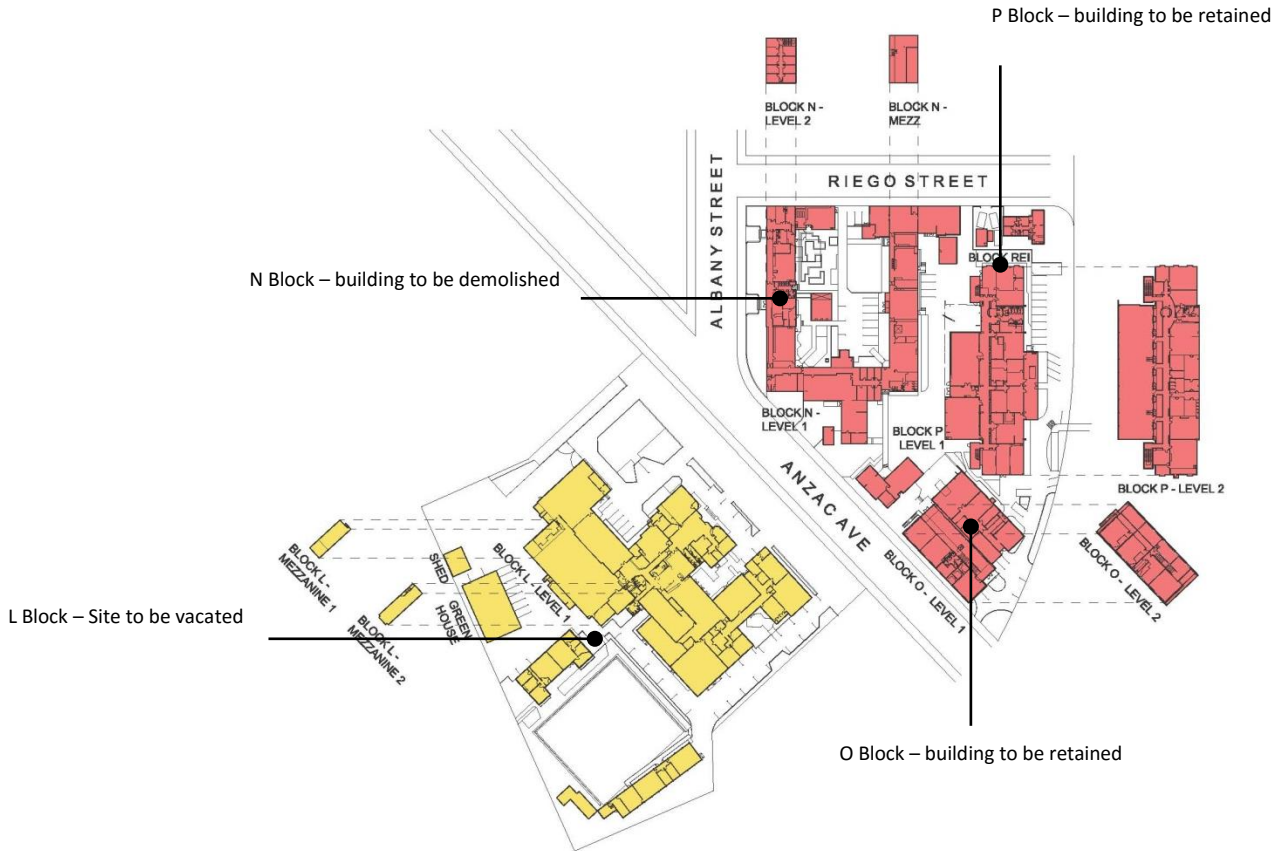 P Block – building to be retained
BLOCK N -
LEVEL 2
BLOCK N -
MEZZ
ALBANY STREET
RIEGO STREET
BLOCK REI
N Block – building to be demolished
BLOCK N -
LEVEL 1
BLOCK P
LEVEL 1
BLOCK P - LEVEL 2
ANZAC AVE
BLOCK O - LEVEL 1
BLOCK O - LEVEL 2
BLOCK L -
MEZZANINE 1
SHED
BLOCK L - LEVEL 1
GREEN
HOUSE
BLOCK L -
MEZZANINE 2
L Block – Site to be vacated
O Block – building to be retained